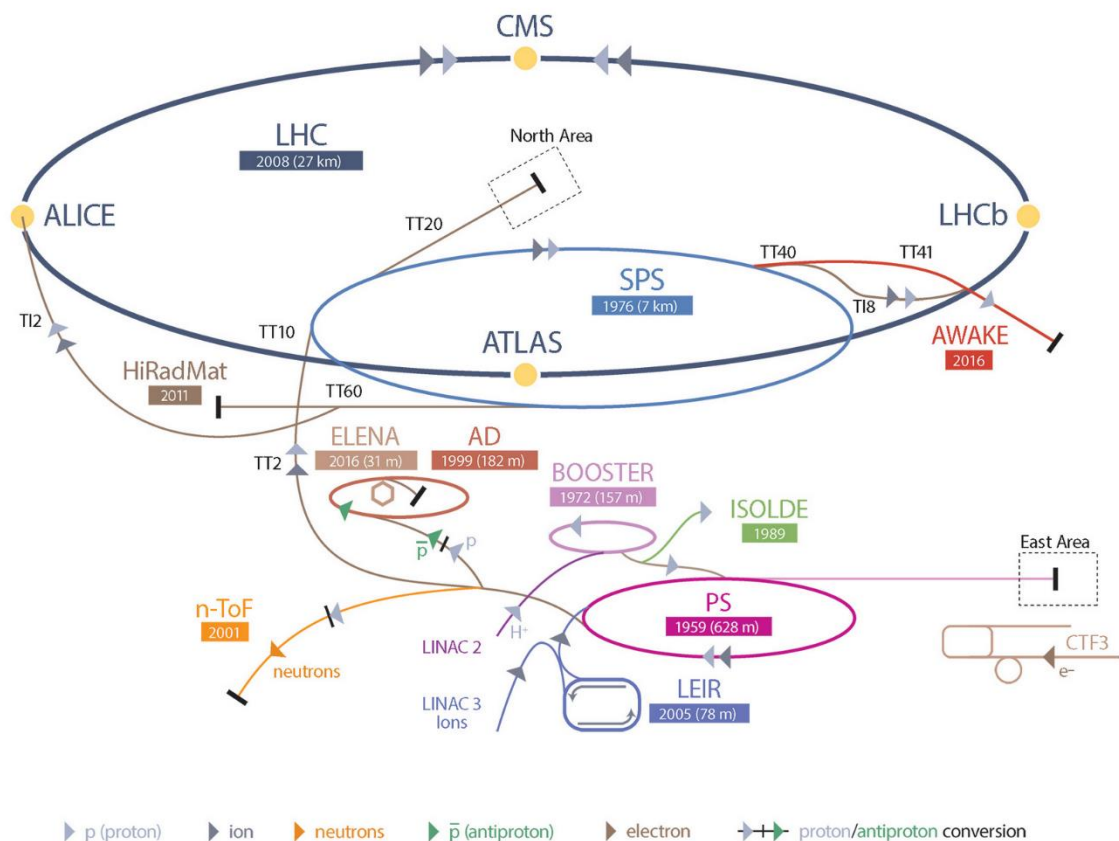 CMS
LHC
2008 (27 km)
North Area
ALICE
TT20
LHCb
TT40
TT41
SPS
1976 (7 km)
TI2
TT10
TI8
ATLAS
AWAKE
2016
HiRadMat
2011
TT60
ELENA
2016 (31 m)
AD
1999 (182 m)
TT2
BOOSTER
1972 (157 m)
ISOLDE
1989
p̅
p
East Area
n-ToF
2001
PS
1959 (628 m)
H⁺
LINAC 2
neutrons
CTF3
e–
LEIR
2005 (78 m)
LINAC 3
Ions
p (proton)
ion
neutrons
p̅ (antiproton)
electron
proton/antiproton conversion